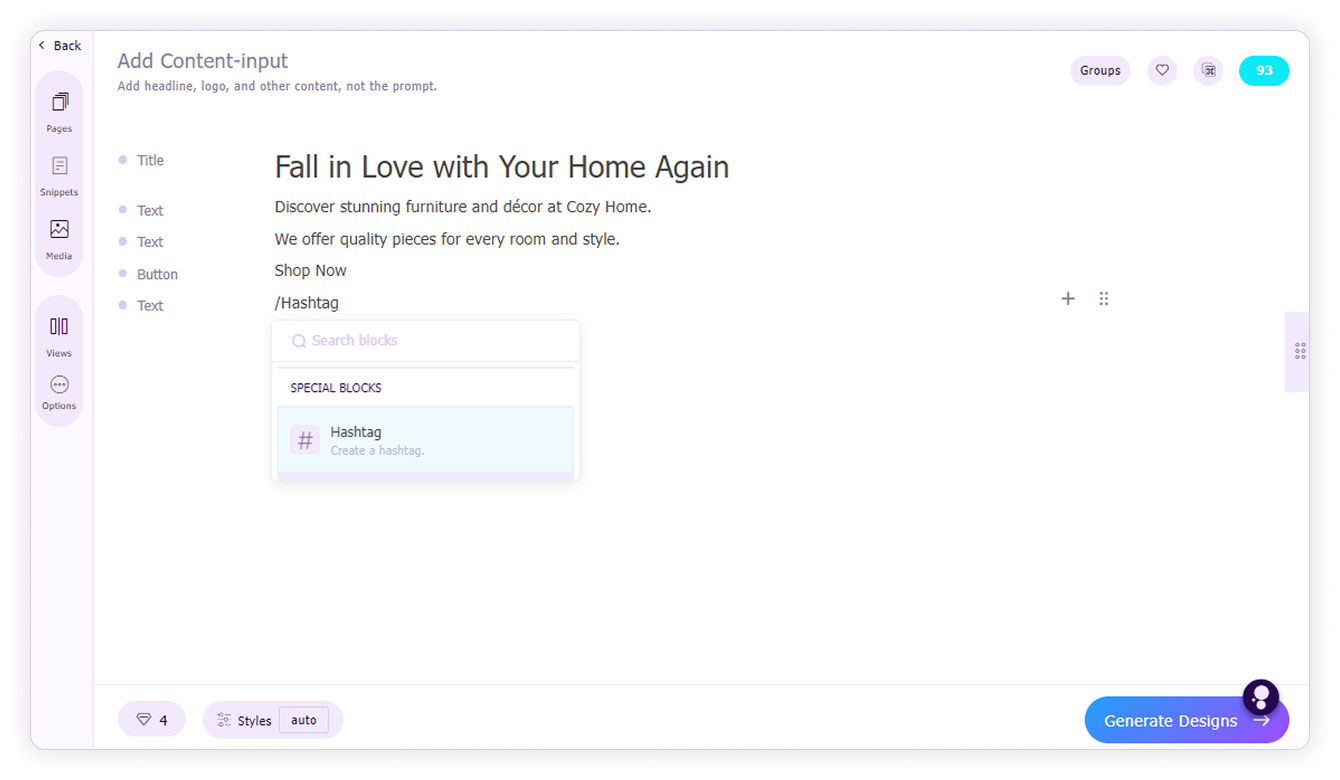 Back
Add Content-input
Add headline, logo, and other content, not the prompt.
Groups
93
Pages
Snippets
Media
Views
Options
Title
Fall in Love with Your Home Again
Text
Discover stunning furniture and décor at Cozy Home.
Text
We offer quality pieces for every room and style.
Button
Shop Now
Text
/Hashtag
Search blocks
SPECIAL BLOCKS
#
Hashtag
Create a hashtag.
4
Styles
auto
Generate Designs